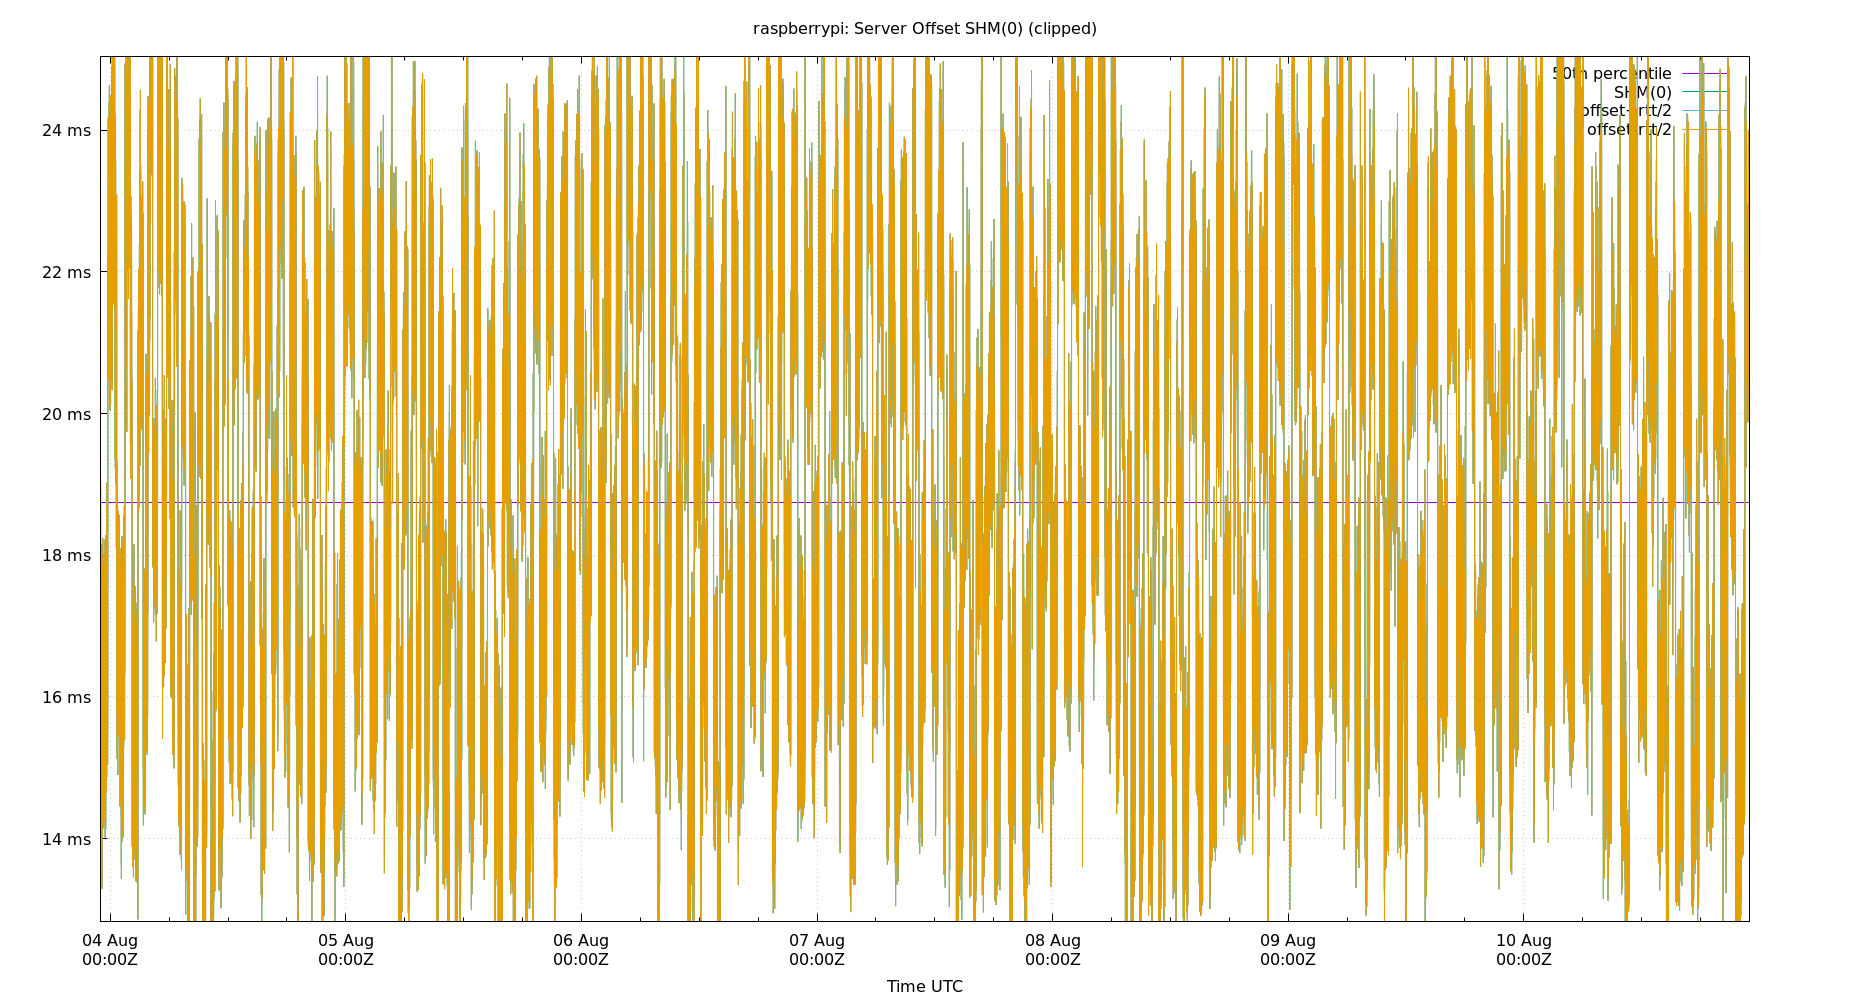 raspberrypi: Server Offset SHM(0) (clipped)
50th percentile
SHM(0)
offset+rtt/2
offset-rtt/2
24 ms
22 ms
20 ms
18 ms
16 ms
14 ms
04 Aug
00:00Z
05 Aug
00:00Z
06 Aug
00:00Z
07 Aug
00:00Z
08 Aug
00:00Z
09 Aug
00:00Z
10 Aug
00:00Z
Time UTC